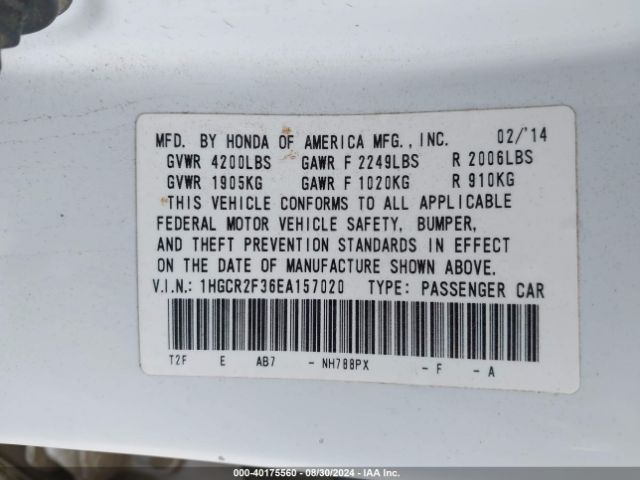 MFD. BY HONDA OF AMERICA MFG., INC. 02/'14
GVWR 4200LBS GAWR F 2249LBS R 2006LBS
GVWR 1905KG GAWR F 1020KG R 910KG
THIS VEHICLE CONFORMS TO ALL APPLICABLE
FEDERAL MOTOR VEHICLE SAFETY, BUMPER,
AND THEFT PREVENTION STANDARDS IN EFFECT
ON THE DATE OF MANUFACTURE SHOWN ABOVE.
V.I.N.: 1HGCR2F36EA157020 TYPE: PASSENGER CAR
T2F E AB7 - NH788PX - F - A
000-40175560 - 08/30/2024 - IAA Inc.